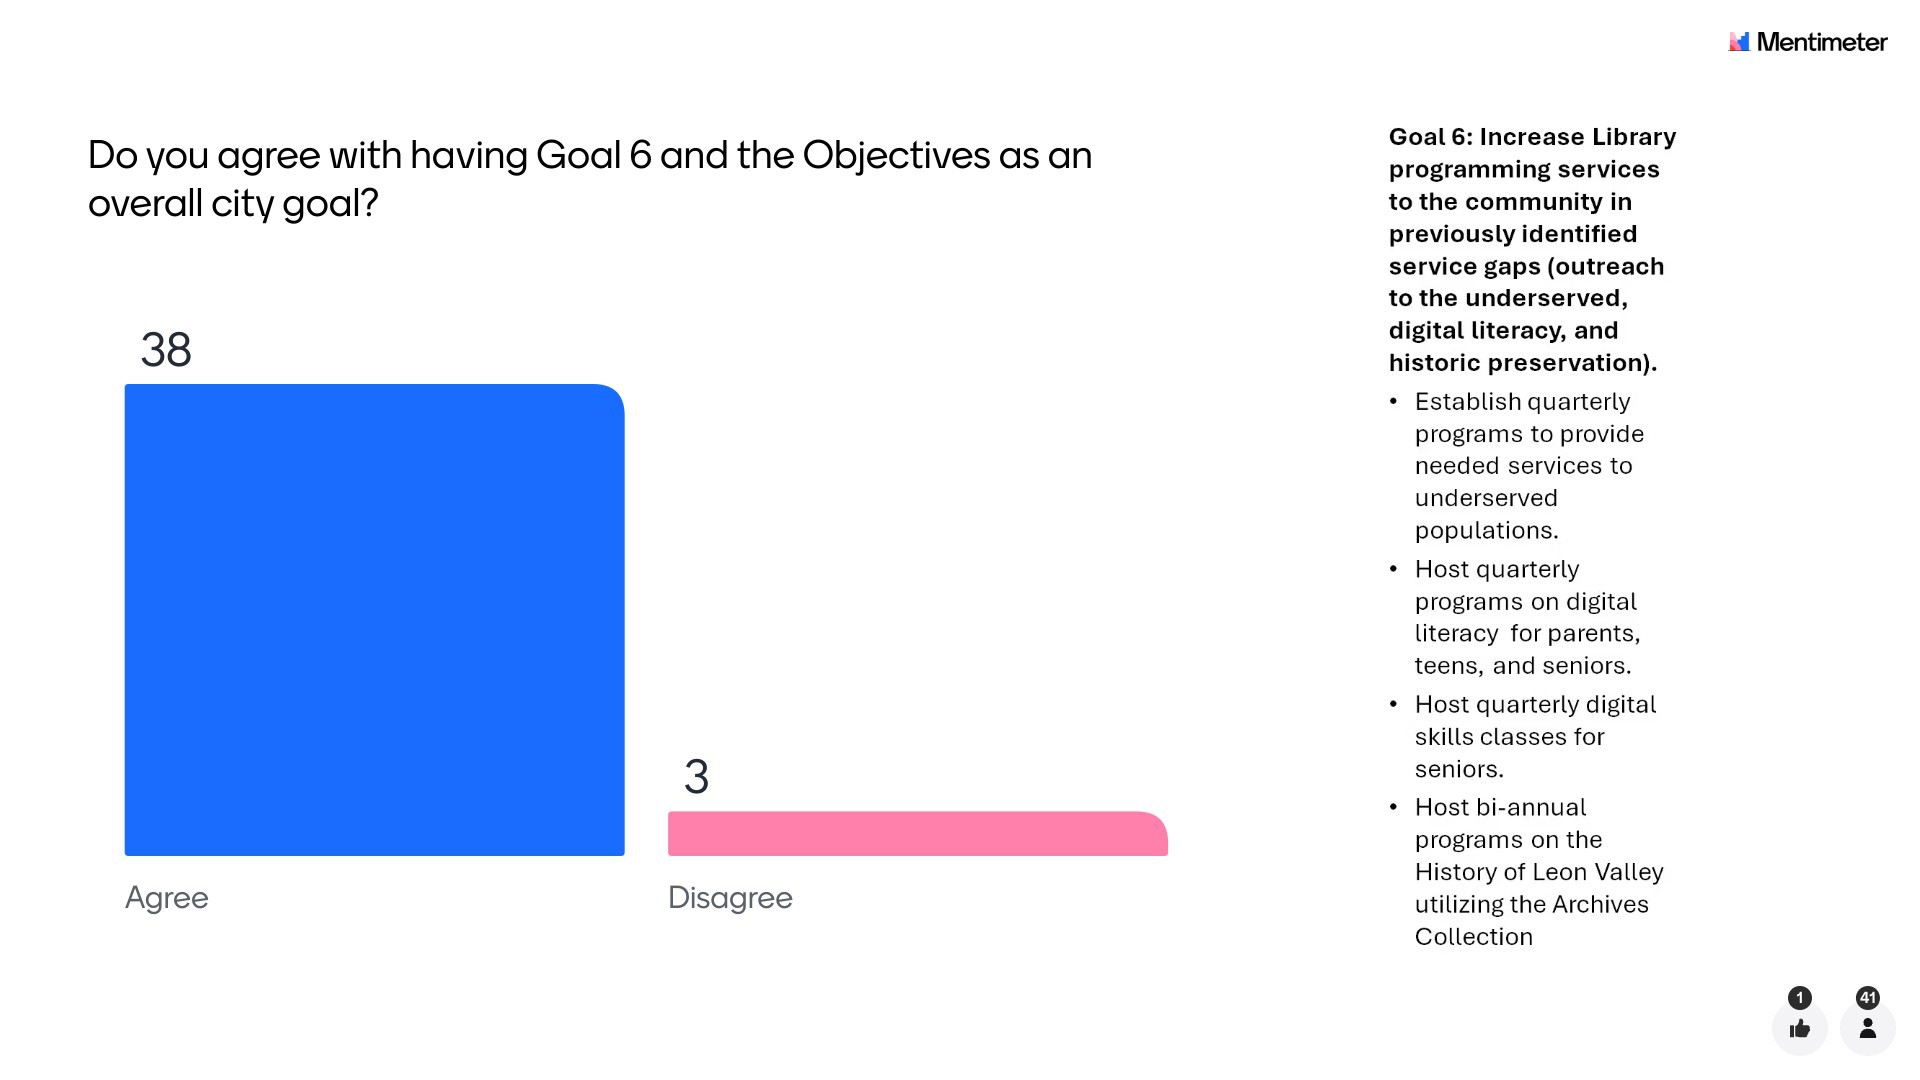 Mentimeter
Do you agree with having Goal 6 and the Objectives as an
overall city goal?
38
3
Agree
Disagree
Goal 6: Increase Library
programming services
to the community in
previously identified
service gaps (outreach
to the underserved,
digital literacy, and
historic preservation).
• Establish quarterly
programs to provide
needed services to
underserved
populations.
• Host quarterly
programs on digital
literacy  for parents,
teens, and seniors.
• Host quarterly digital
skills classes for
seniors.
• Host bi-annual
programs on the
History of Leon Valley
utilizing the Archives
Collection
1
41